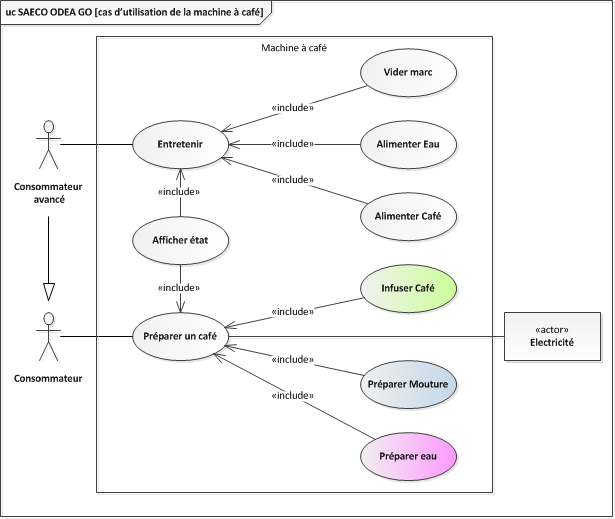 uc SAECO ODEA GO [cas d'utilisation de la machine à café]
Machine à café
Vider marc
«include»
Entretenir
«include»
Alimenter Eau
Consommateur
avancé
«include»
«include»
Alimenter Café
Afficher état
«include»
Infuser Café
«include»
Préparer un café
«actor»
Electricité
Consommateur
«include»
Préparer Mouture
«include»
Préparer eau